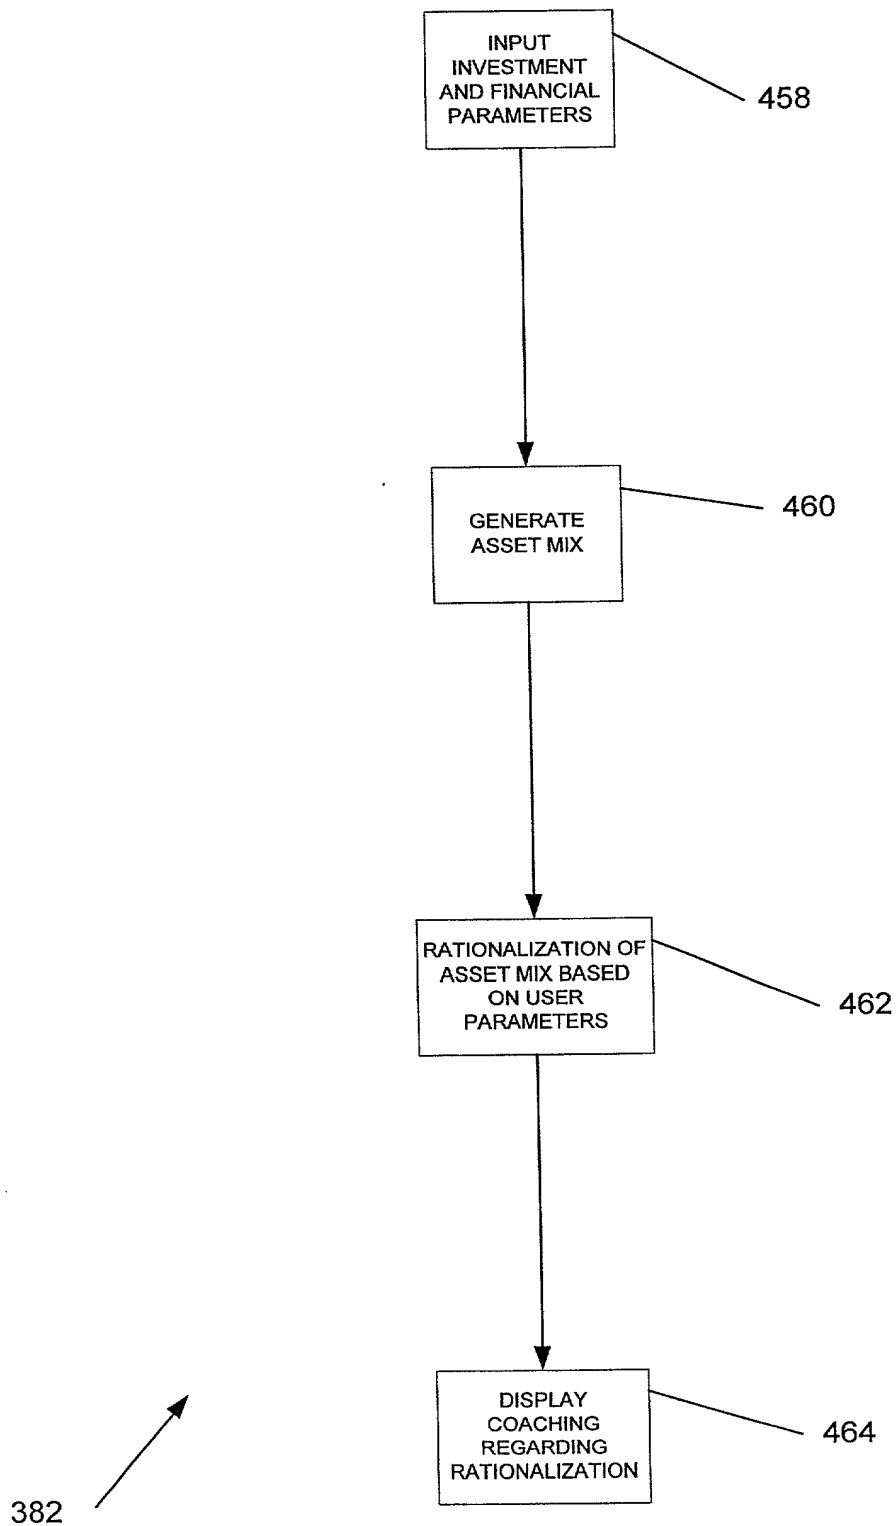 INPUT
INVESTMENT
AND FINANCIAL
PARAMETERS
458
GENERATE
ASSET MIX
460
RATIONALIZATION OF
ASSET MIX BASED
ON USER
PARAMETERS
462
DISPLAY
COACHING
REGARDING
RATIONALIZATION
464
382